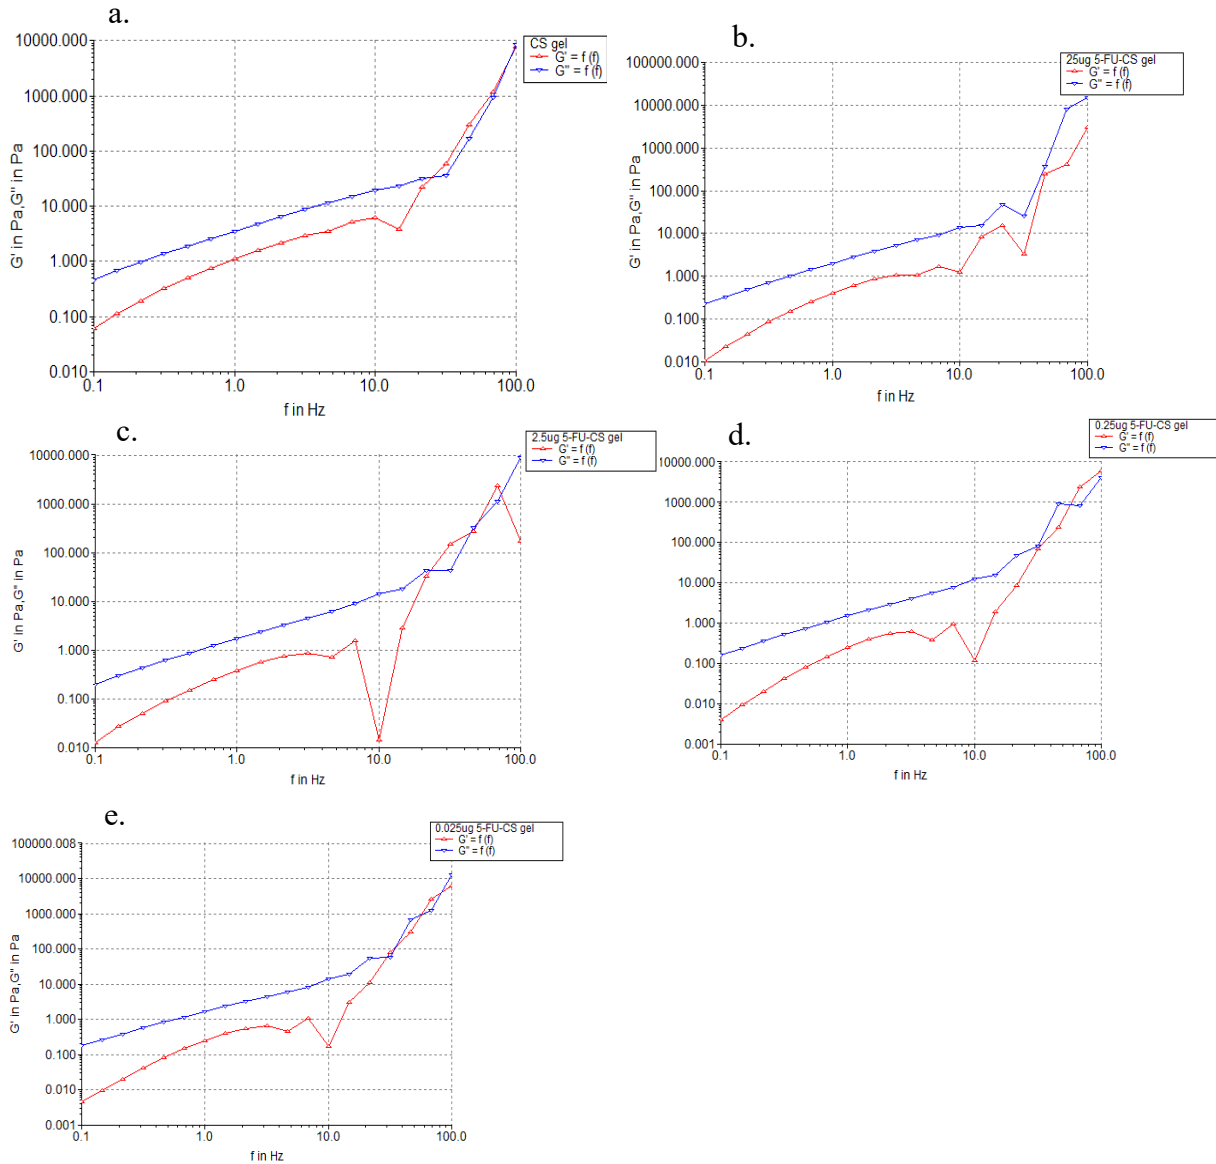 a.
CS gel
G' = f (f)
G" = f (f)
10000.000
1000.000
100.000
10.000
1.000
0.100
0.010
G' in Pa,G" in Pa
0.1
1.0
10.0
100.0
f in Hz
b.
25ug 5-FU-CS gel
G' = f (f)
G" = f (f)
100000.000
10000.000
1000.000
100.000
10.000
1.000
0.100
0.010
G' in Pa,G" in Pa
0.1
1.0
10.0
100.0
f in Hz
c.
2.5ug 5-FU-CS gel
G' = f (f)
G" = f (f)
10000.000
1000.000
100.000
10.000
1.000
0.100
0.010
G' in Pa,G" in Pa
0.1
1.0
10.0
100.0
f in Hz
d.
0.25ug 5-FU-CS gel
G' = f (f)
G" = f (f)
10000.000
1000.000
100.000
10.000
1.000
0.100
0.010
0.001
G' in Pa,G" in Pa
0.1
1.0
10.0
100.0
f in Hz
e.
0.025ug 5-FU-CS gel
G' = f (f)
G" = f (f)
100000.008
10000.000
1000.000
100.000
10.000
1.000
0.100
0.010
0.001
G' in Pa,G" in Pa
0.1
1.0
10.0
100.0
f in Hz